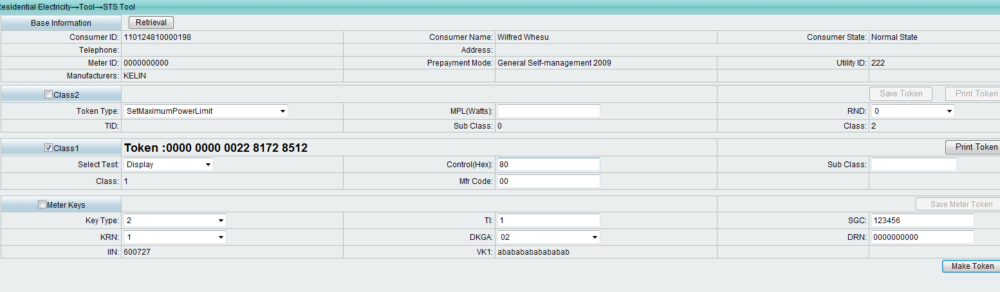 Residential Electricity→Tool→STS Tool
Base Information Retrieval
Consumer ID: 110124810000198 Consumer Name: Wilfred Whesu Consumer State: Normal State
Telephone: Address:
Meter ID: 0000000000 Prepayment Mode: General Self-management 2009 Utility ID: 222
Manufacturers: KELIN
Class2 Save Token Print Token
Token Type: SetMaximumPowerLimit MPL(Watts): RND: 0
TID: Sub Class: 0 Class: 2
Class1 Token :0000 0000 0022 8172 8512 Print Token
Select Test: Display Control(Hex): 80 Sub Class:
Class: 1 Mfr Code: 00
Meter Keys Save Meter Token
Key Type: 2 TI: 1 SGC: 123456
KRN: 1 DKGA: 02 DRN: 0000000000
IIN: 600727 VK1: abababababababab
Make Token